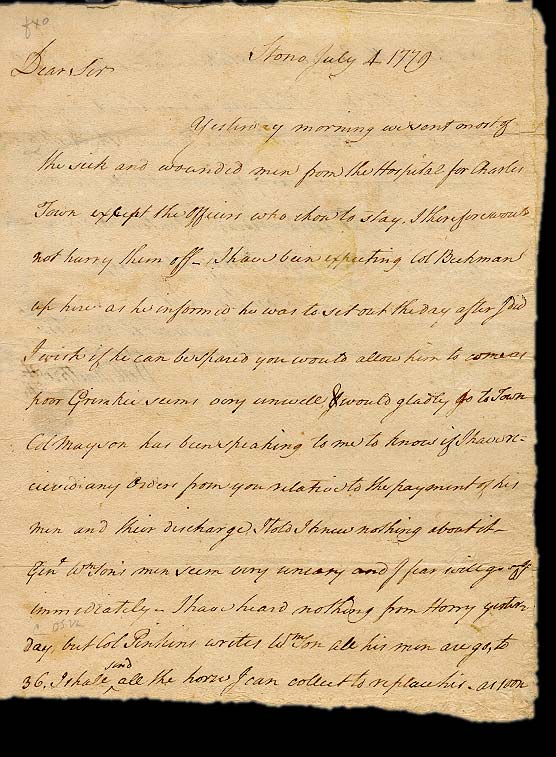 Stono July 4 1779
Dear Sir
Yesterday morning we sent most of
the sick and wounded men from the Hospital for Charles
Town except the Officers who chose to stay. I therefore would
not hurry them off – I have been expecting Col Beekman
up here as he informed he was to set out the day after I did
I wish if he can be spared you would allow him to come as
poor Grimkie seems very unwell, & would gladly go to Town
Col Mayson has been speaking to me to know if I have re-
ceived any Orders from you relative to the payment of his
men and their discharge, I told I knew nothing about it –
Genl Wmson's men seem very uneasy and I fear will go off
immediately – I have heard nothing from Horry yester-
day, but Col Pinkins writes Wmson all his men are go, to
36. I shall send all the horse I can collect to replace his – as soon